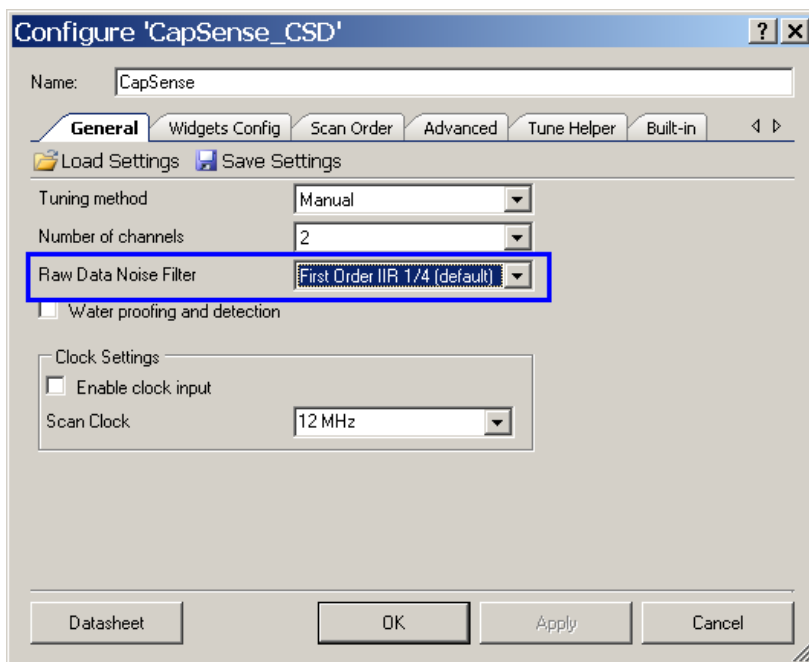 Configure 'CapSense_CSD'
Name: CapSense
General Widgets Config Scan Order Advanced Tune Helper Built-in
Load Settings Save Settings
Tuning method Manual
Number of channels 2
Raw Data Noise Filter First Order IIR 1/4 (default)
Water proofing and detection
Clock Settings
Enable clock input
Scan Clock 12 MHz
Datasheet OK Apply Cancel